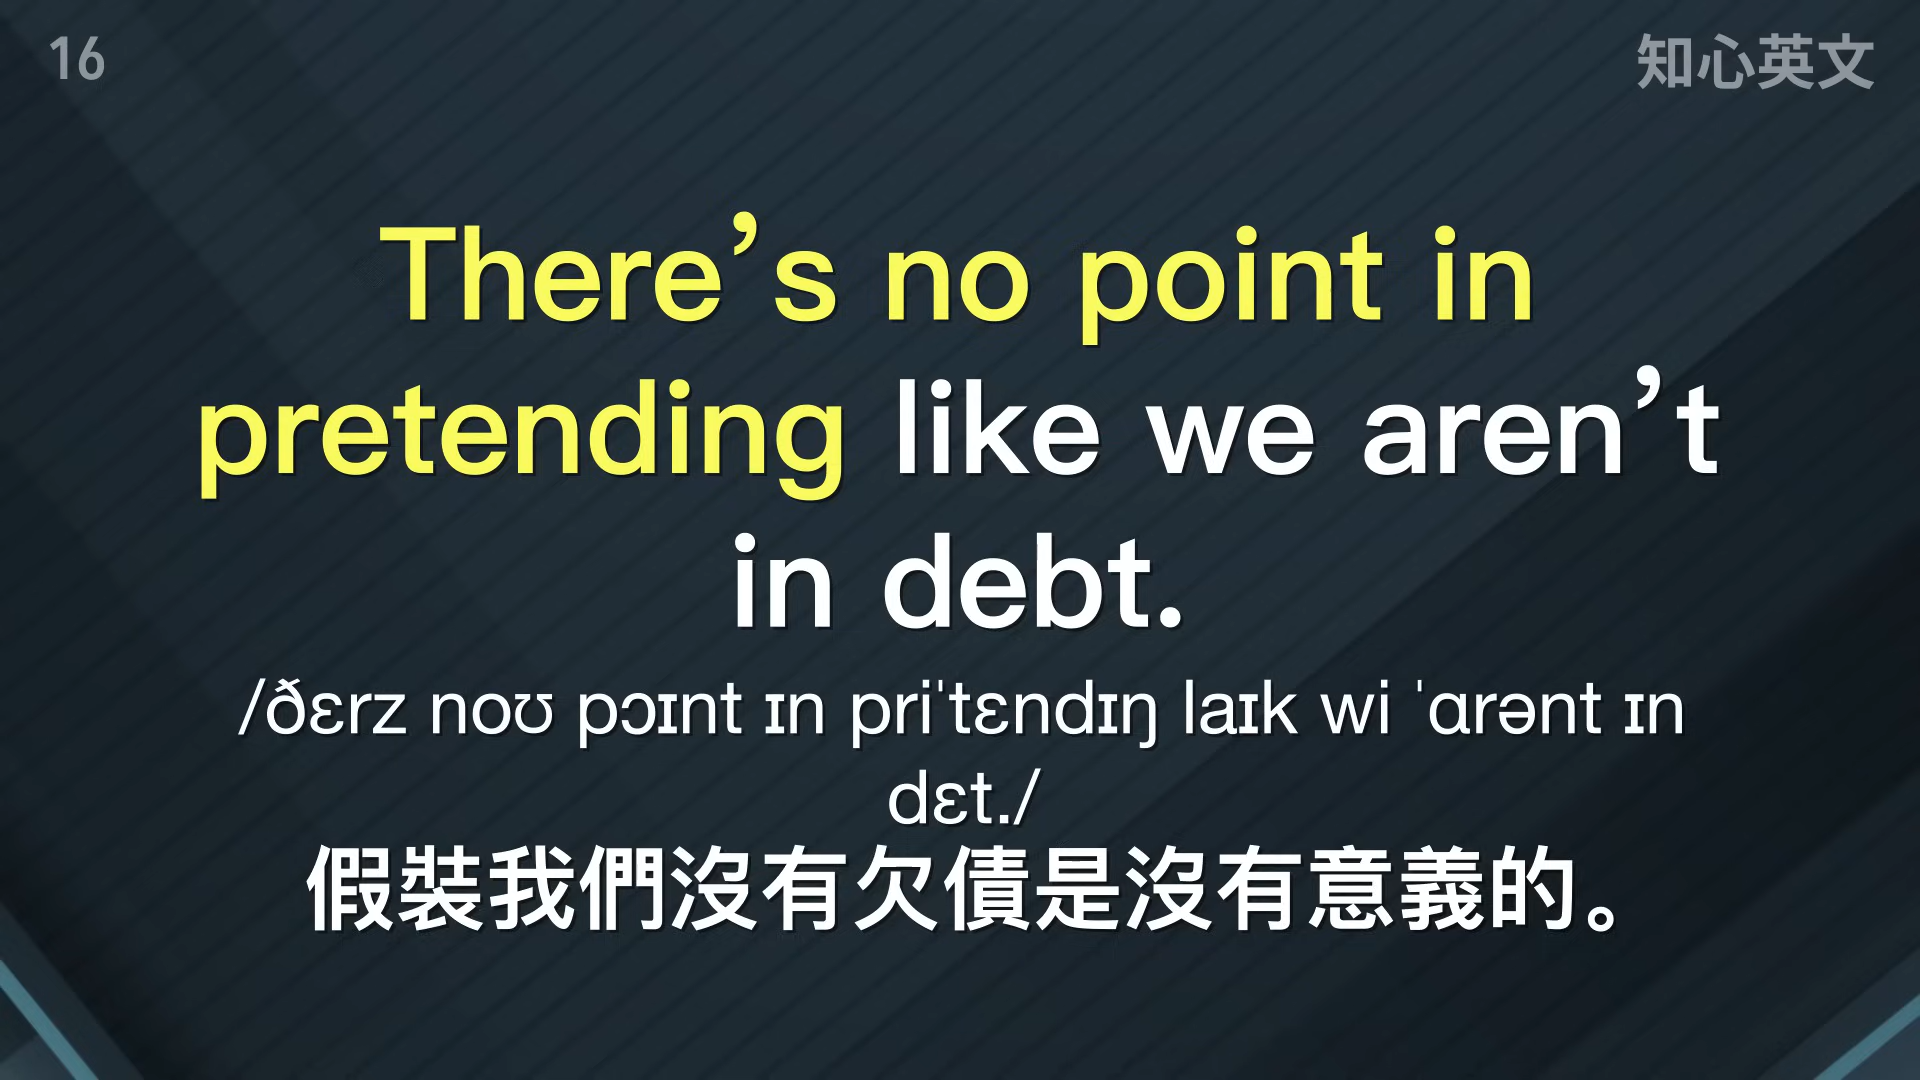 16
知心英文
There’s no point in
pretending like we aren’t
in debt.
/ðɛrz noʊ pɔɪnt ɪn priˈtɛndɪŋ laɪk wi ˈɑrənt ɪn
dɛt./
假裝我們沒有欠債是沒有意義的。